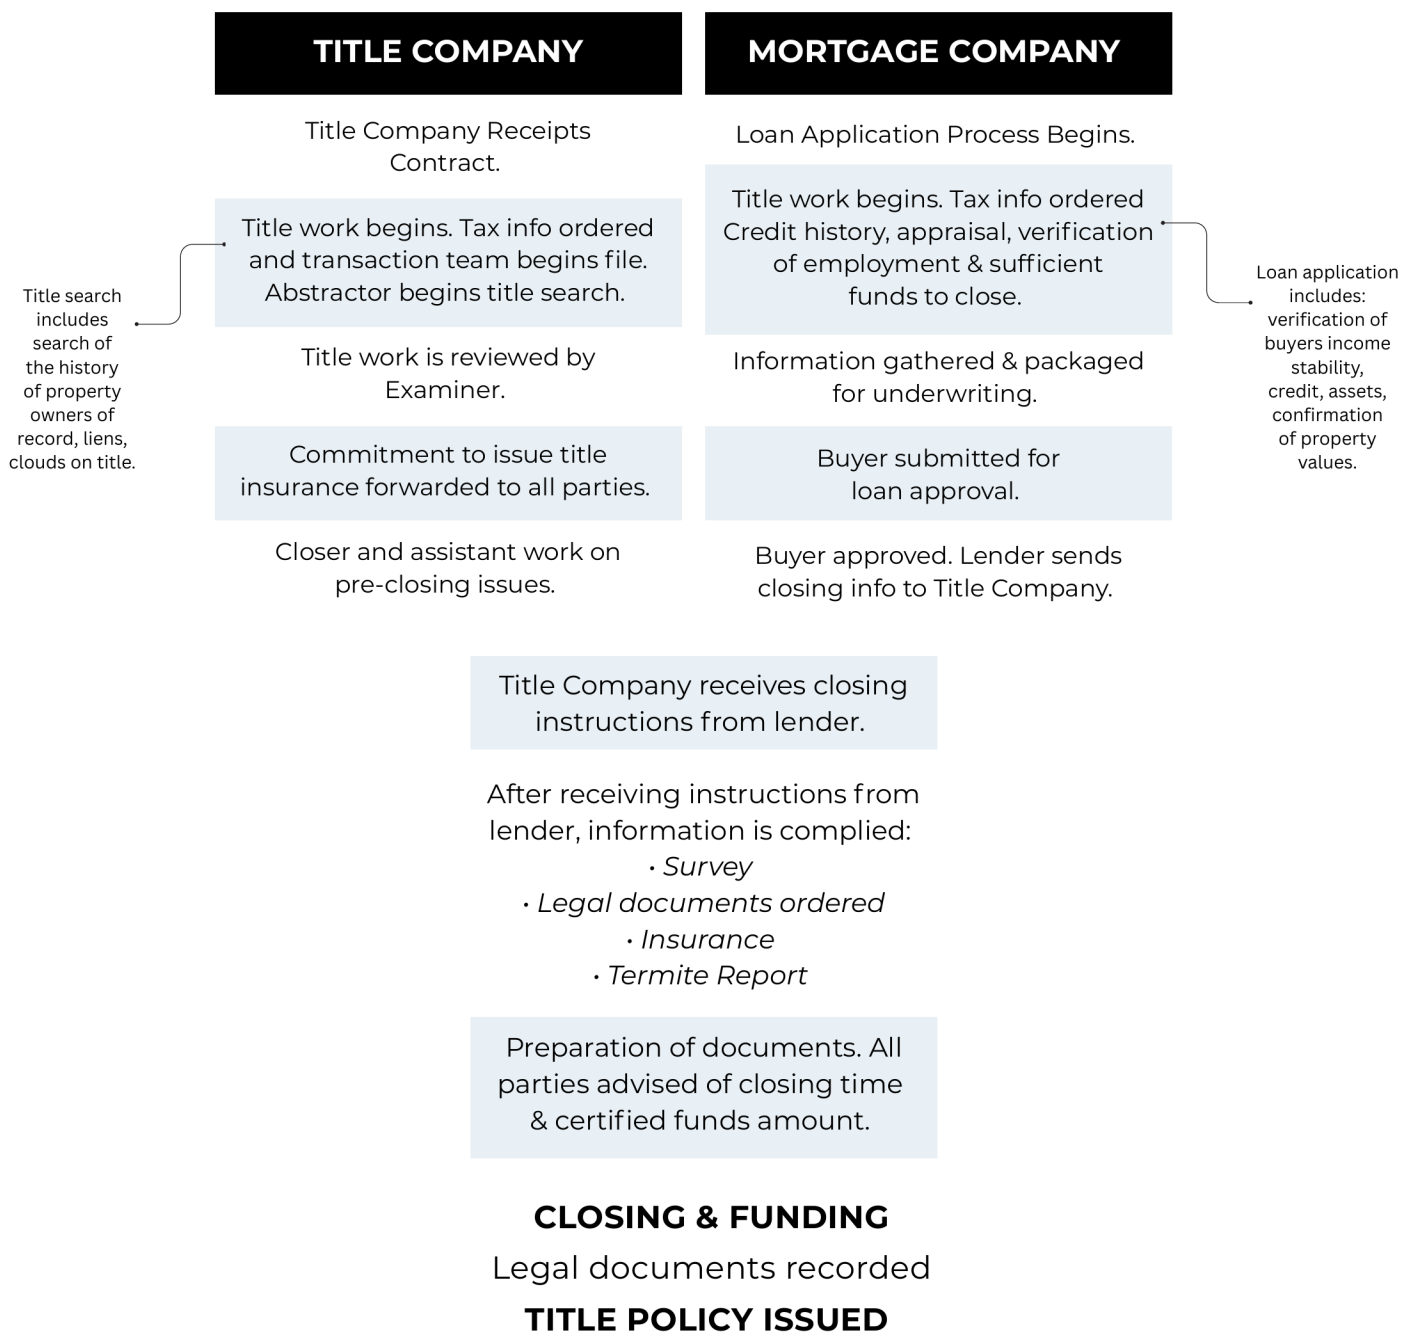 TITLE COMPANY
Title Company Receipts
Contract.
Title work begins. Tax info ordered
and transaction team begins file.
Abstractor begins title search.
Title search
includes
search of
the history
of property
owners of
record, liens,
clouds on title.
Title work is reviewed by
Examiner.
Commitment to issue title
insurance forwarded to all parties.
Closer and assistant work on
pre-closing issues.
MORTGAGE COMPANY
Loan Application Process Begins.
Title work begins. Tax info ordered
Credit history, appraisal, verification
of employment & sufficient
funds to close.
Loan application
includes:
verification of
buyers income
stability,
credit, assets,
confirmation
of property
values.
Information gathered & packaged
for underwriting.
Buyer submitted for
loan approval.
Buyer approved. Lender sends
closing info to Title Company.
Title Company receives closing
instructions from lender.
After receiving instructions from
lender, information is complied:
• Survey
• Legal documents ordered
• Insurance
• Termite Report
Preparation of documents. All
parties advised of closing time
& certified funds amount.
CLOSING & FUNDING
Legal documents recorded
TITLE POLICY ISSUED